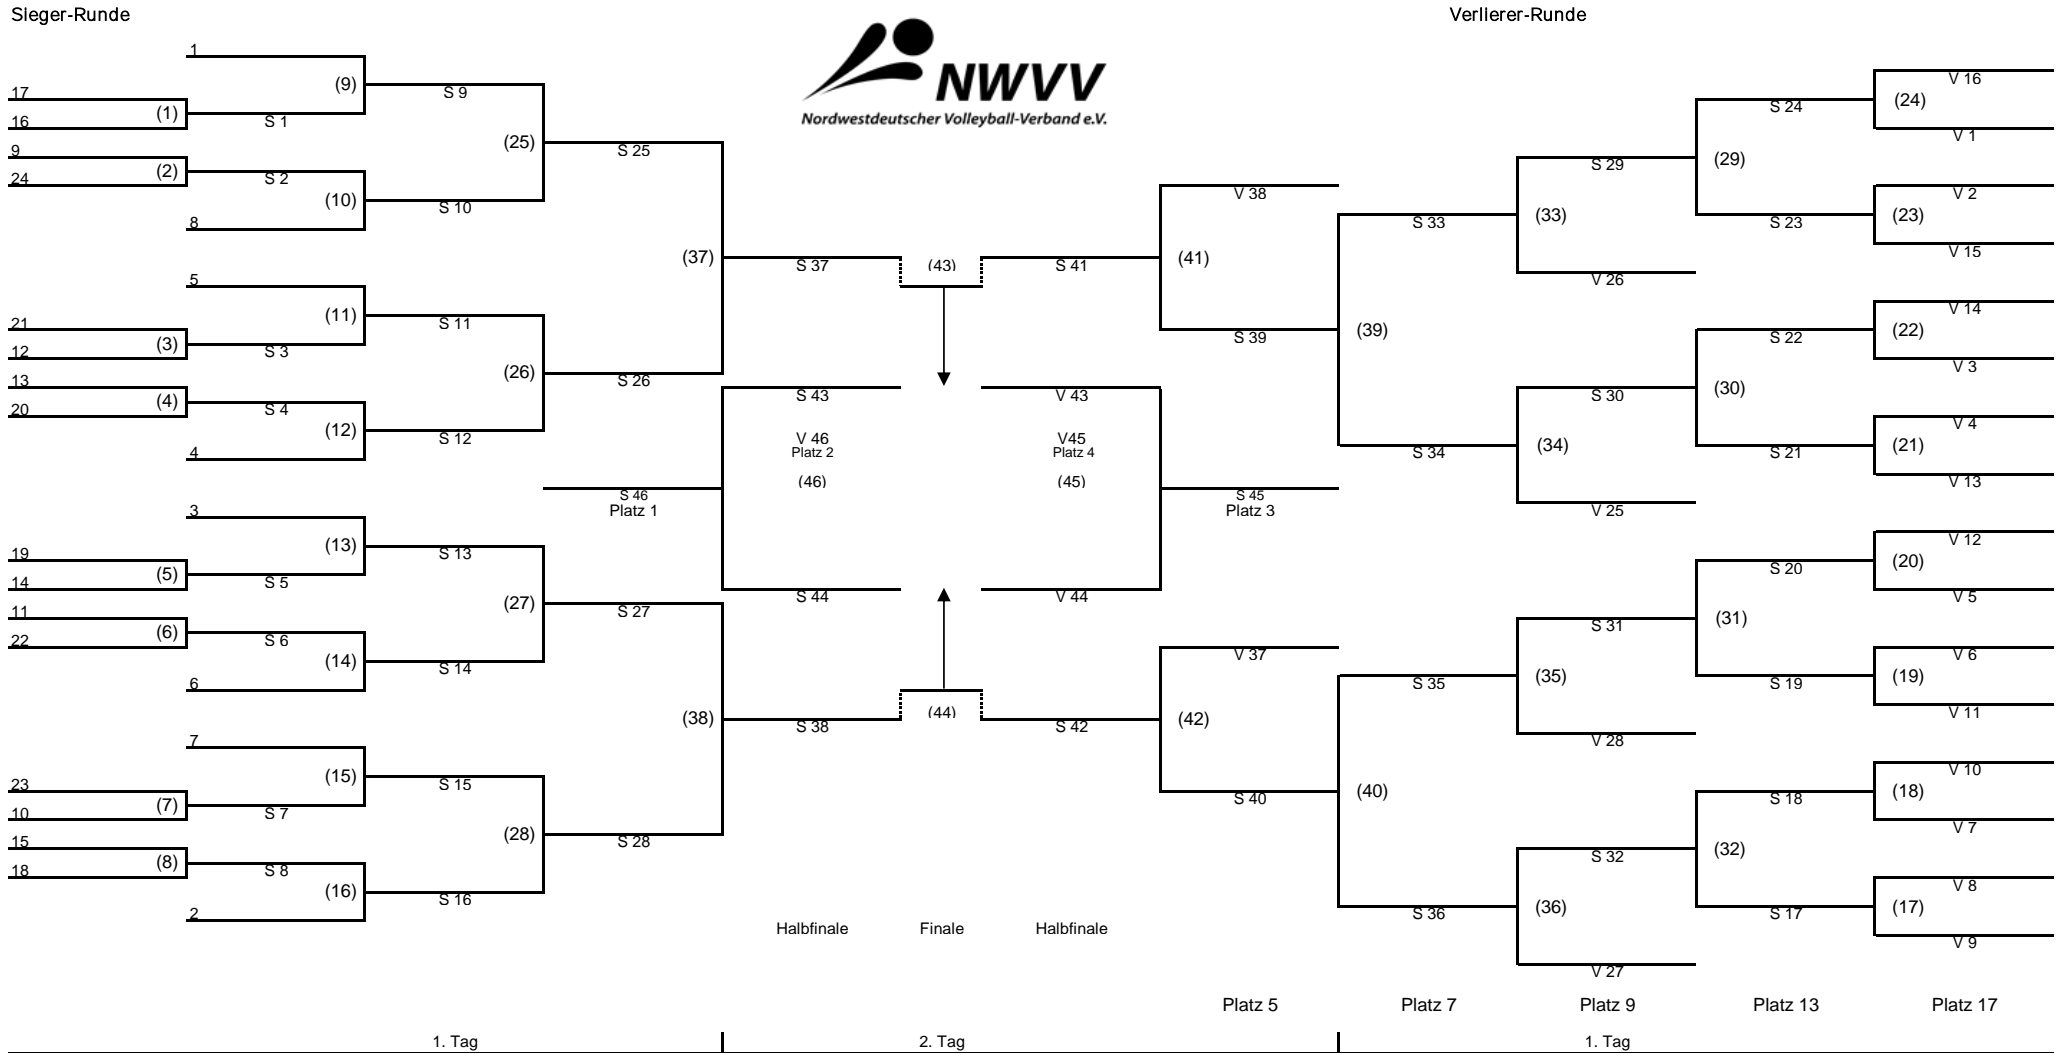 Sieger-Runde
Verlierer-Runde
NWVV
Nordwestdeutscher Volleyball-Verband e.V.
1
17
16
(1)
(9)
S 1
S 9
9
24
(2)
S 2
(10)
8
S 10
(25)
S 25
5
21
12
(3)
(11)
S 3
S 11
13
20
(4)
S 4
(12)
4
S 12
(26)
S 26
(37)
S 37
3
19
14
(5)
(13)
S 5
S 13
11
22
(6)
S 6
(14)
6
S 14
(27)
S 27
7
23
10
(7)
(15)
S 7
S 15
15
18
(8)
S 8
(16)
2
S 16
(28)
S 28
(38)
S 38
(43)
S 43
V 46
Platz 2
(46)
S 46
Platz 1
S 44
(44)
S 41
V 43
V45
Platz 4
(45)
S 45
Platz 3
V 44
S 42
V 38
(41)
S 39
V 37
(42)
S 40
S 33
(39)
S 34
S 35
(40)
S 36
S 29
(33)
V 26
S 30
(34)
V 25
S 31
(35)
V 28
S 32
(36)
V 27
S 24
(29)
S 23
S 22
(30)
S 21
S 20
(31)
S 19
S 18
(32)
S 17
V 16
(24)
V 1
V 2
(23)
V 15
V 14
(22)
V 3
V 4
(21)
V 13
V 12
(20)
V 5
V 6
(19)
V 11
V 10
(18)
V 7
V 8
(17)
V 9
Halbfinale
Finale
Halbfinale
Platz 5
Platz 7
Platz 9
Platz 13
Platz 17
1. Tag
2. Tag
1. Tag